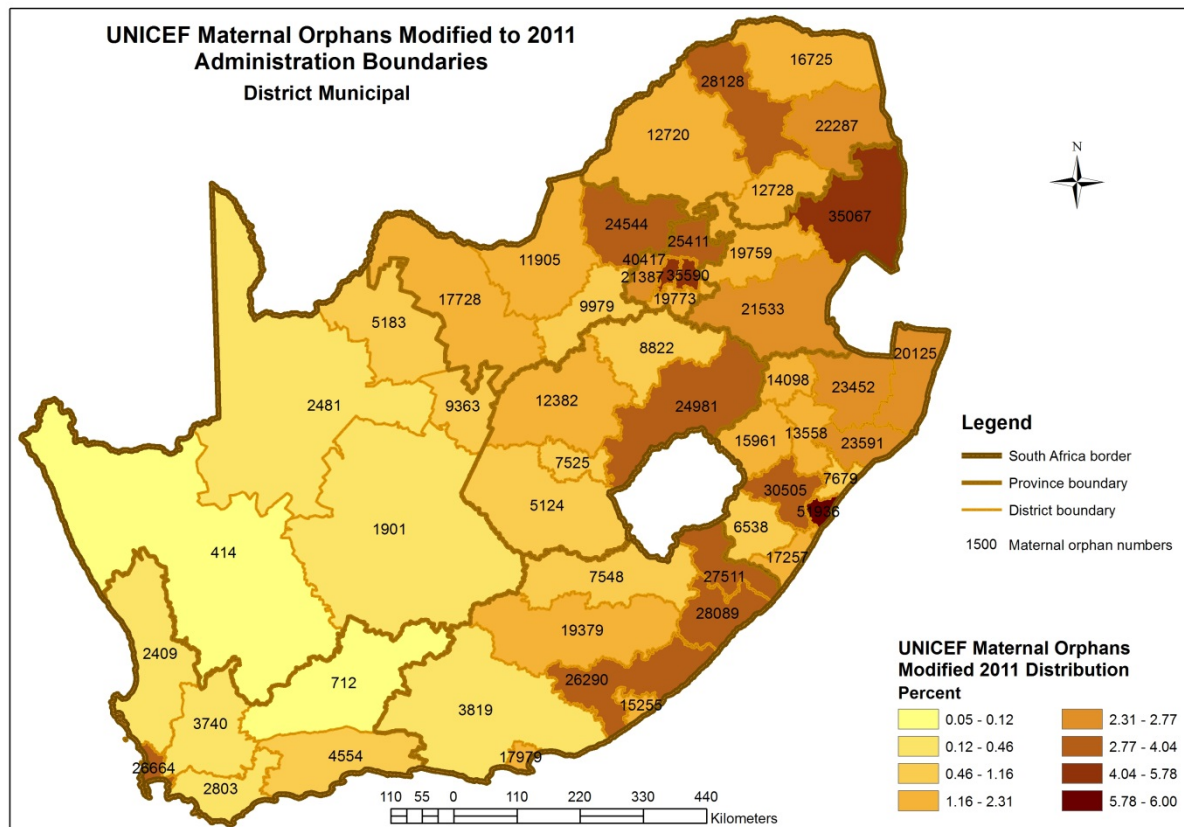 UNICEF Maternal Orphans Modified to 2011
Administration Boundaries
District Municipal
16725
28128
22287
12720
N
12728
35067
24544
25411
19759
40417
11905
21387
35590
19773
9979
17728
21533
5183
8822
20125
14098
23452
2481
9363
12382
24981
13558
15961
23591
7525
7679
30505
5124
51936
1901
6538
414
17257
7548
27511
28089
19379
2409
712
26290
15255
3819
3740
4554
17979
26664
2803
Legend
South Africa border
Province boundary
District boundary
1500 Maternal orphan numbers
UNICEF Maternal Orphans
Modified 2011 Distribution
Percent
0.05 - 0.12
0.12 - 0.46
0.46 - 1.16
1.16 - 2.31
2.31 - 2.77
2.77 - 4.04
4.04 - 5.78
5.78 - 6.00
110 55 0 110 220 330 440
Kilometers